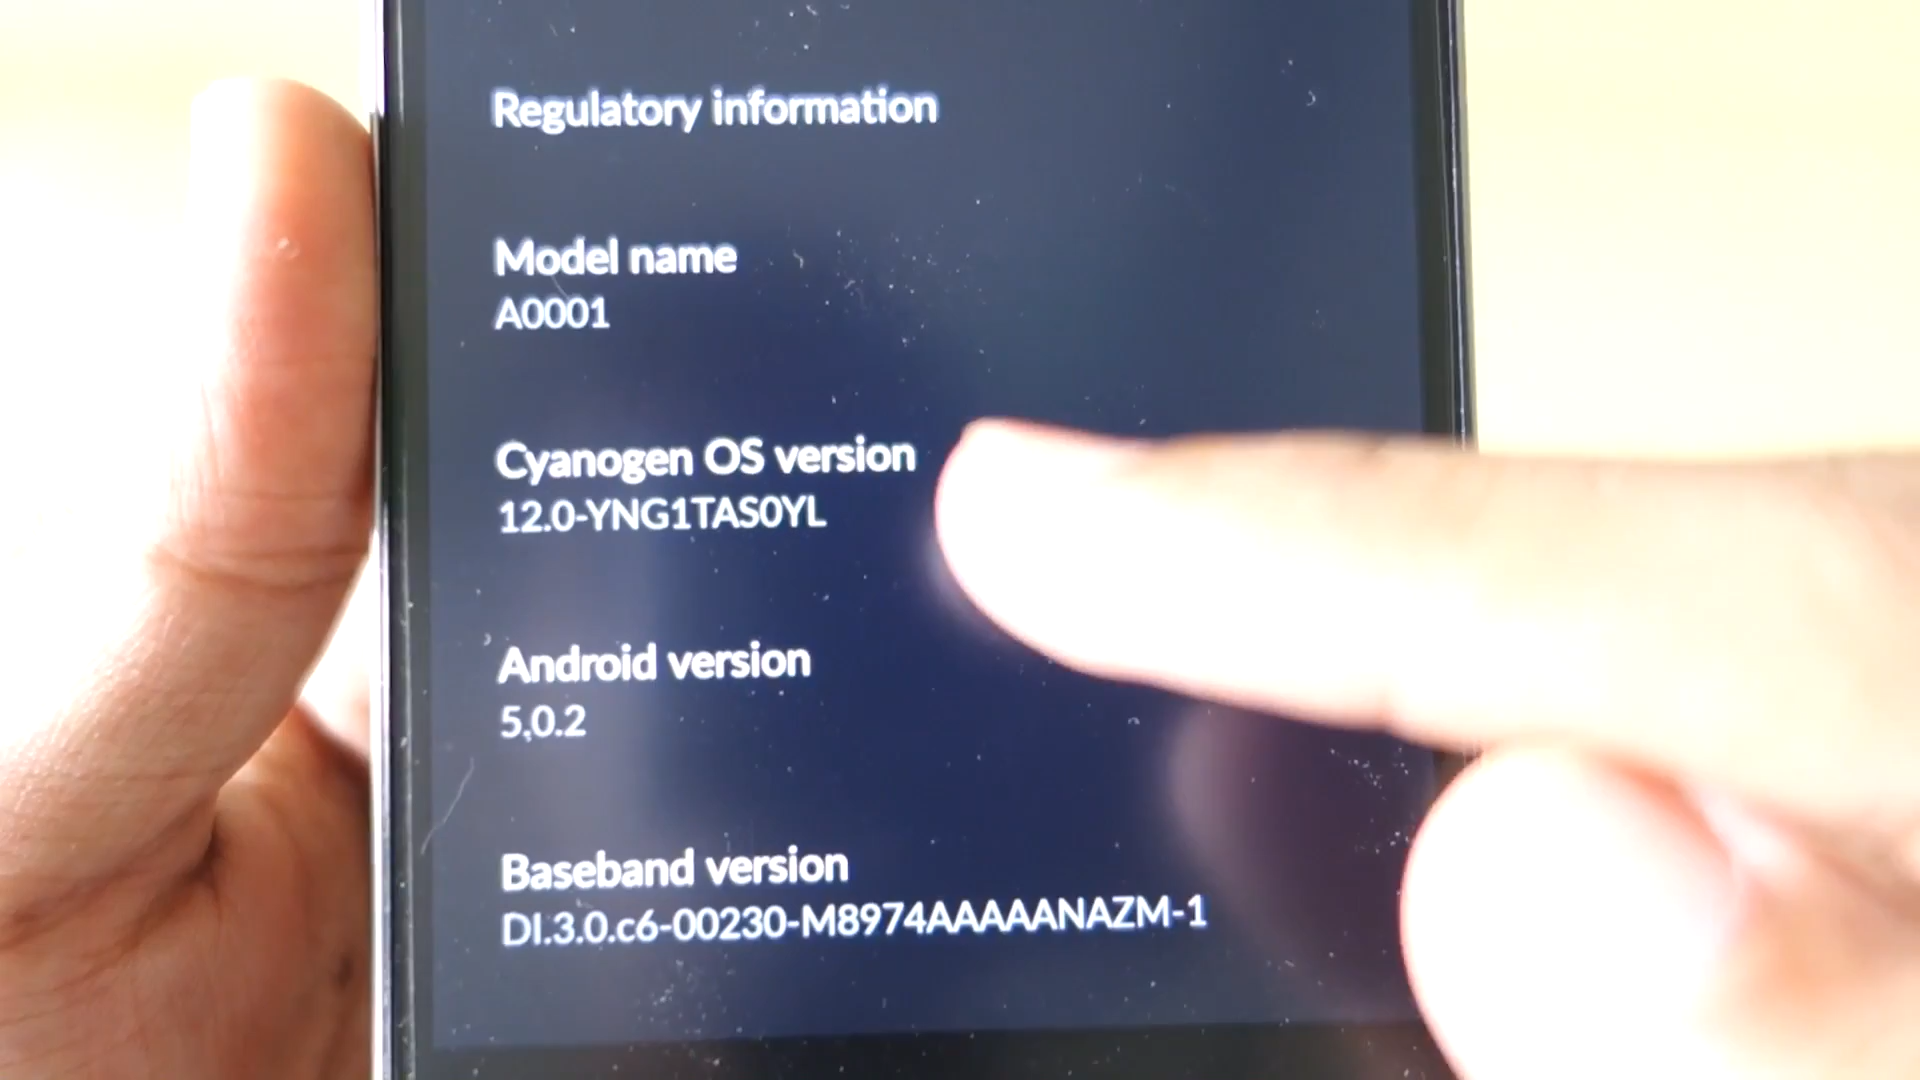 Regulatory information
Model name
A0001
Cyanogen OS version
12.0-YNG1TAS0YL
Android version
5.0.2
Baseband version
DI.3.0.c6-00230-M8974AAAAANAZM-1